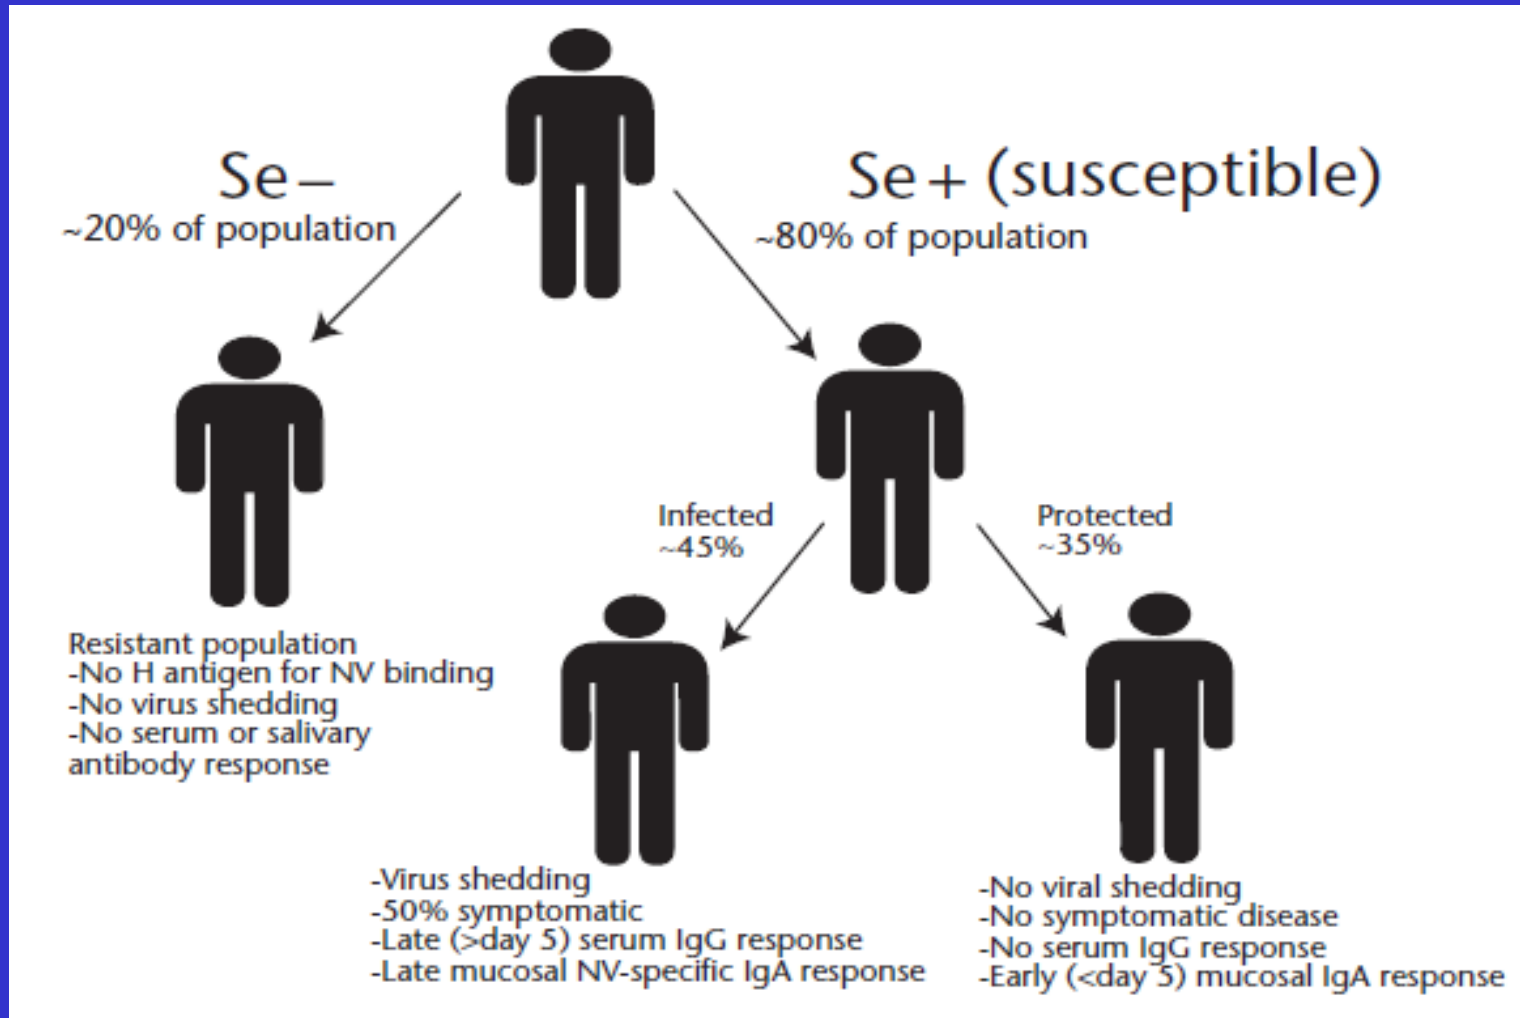 Se–
~20% of population
Se + (susceptible)
~80% of population
Infected
~45%
Protected
~35%
Resistant population
-No H antigen for NV binding
-No virus shedding
-No serum or salivary
antibody response
-Virus shedding
-50% symptomatic
-Late (>day 5) serum IgG response
-Late mucosal NV-specific IgA response
-No viral shedding
-No symptomatic disease
-No serum IgG response
-Early (<day 5) mucosal IgA response